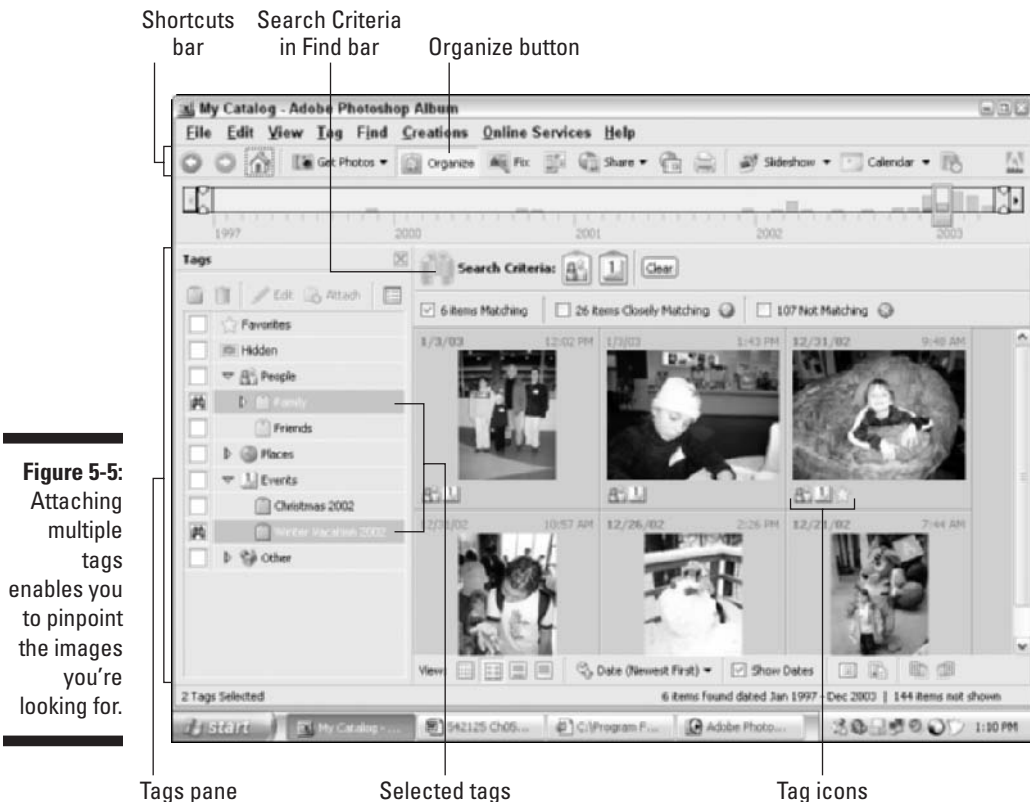 Shortcuts bar
Search Criteria in Find bar
Organize button
My Catalog - Adobe Photoshop Album
File Edit View Tag Find Creations Online Services Help
Get Photos Organize Fix Share Slideshow Calendar
1997 2000 2001 2002 2003
Tags
Search Criteria: Clear
Edit Attach
6 items Matching 26 items Closely Matching 107 Not Matching
Favorites
Hidden
People
Family
Friends
Places
Events
Christmas 2002
Winter Vacation 2002
Other
1/3/03 12:02 PM 1/3/03 1:43 PM 12/31/02 9:40 AM
12/31/02 10:57 AM 12/26/02 2:26 PM 12/21/02 7:44 AM
View: Date (Newest First) Show Dates
2 Tags Selected
6 items found dated Jan 1997 - Dec 2003 | 144 items not shown
start My Catalog - ... 542125 Ch05... C:\Program F... Adobe Photo... 1:10 PM
Figure 5-5:
Attaching
multiple
tags
enables you
to pinpoint
the images
you're
looking for.
Tags pane
Selected tags
Tag icons